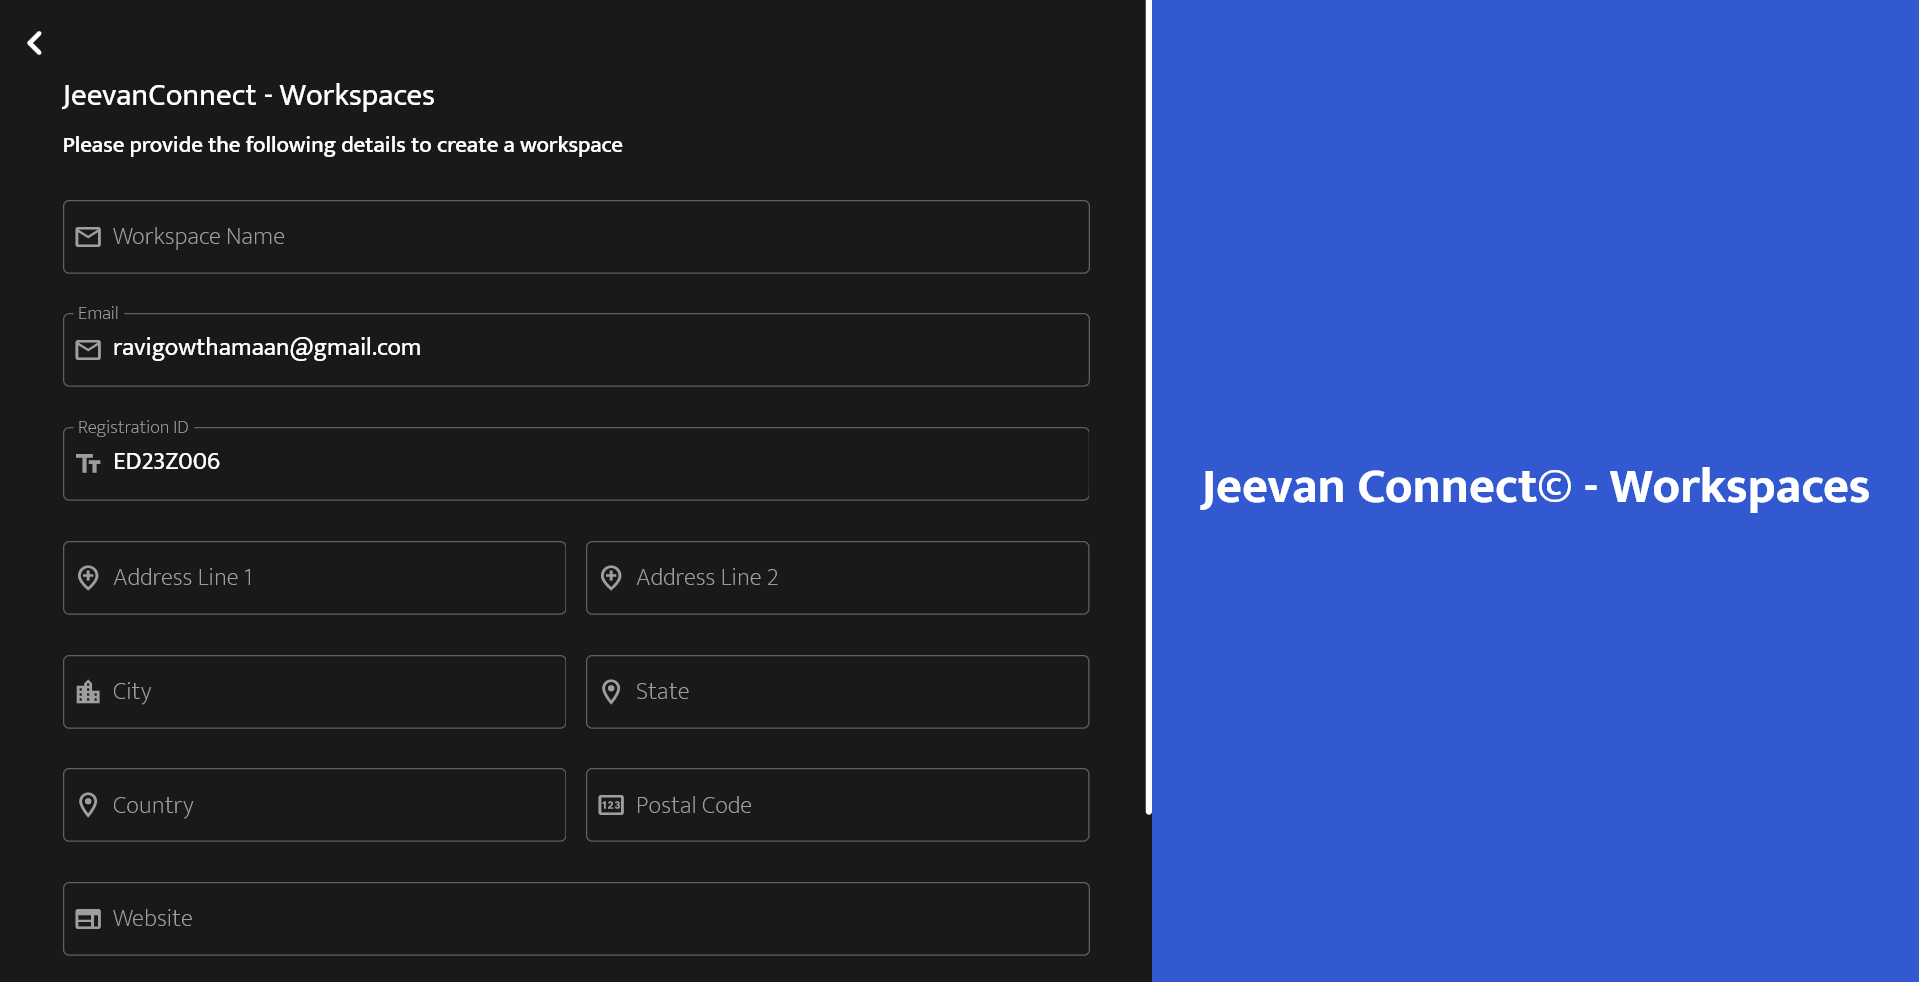 JeevanConnect - Workspaces
Please provide the following details to create a workspace
Workspace Name
Email
ravigowthamaan@gmail.com
Registration ID
ED23Z006
Address Line 1
Address Line 2
City
State
Country
123
Postal Code
Website
Jeevan Connect© - Workspaces